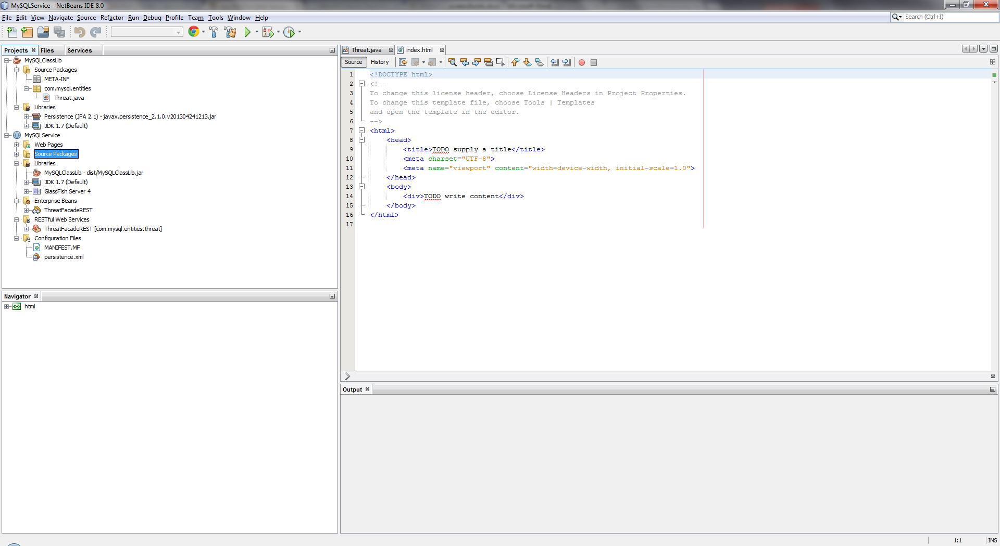 MySQLService - NetBeans IDE 8.0
File Edit View Navigate Source Refactor Run Debug Profile Team Tools Window Help
Search (Ctrl+I)
Projects Files Services
MySQLClassLib
Source Packages
META-INF
com.mysql.entities
Threat.java
Libraries
Persistence (JPA 2.1) - javax.persistence_2.1.0.v201304241213.jar
JDK 1.7 (Default)
MySQLService
Web Pages
Source Packages
Libraries
MySQLClassLib - dist/MySQLClassLib.jar
JDK 1.7 (Default)
GlassFish Server 4
Enterprise Beans
ThreatFacadeREST
RESTful Web Services
ThreatFacadeREST [com.mysql.entities.threat]
Configuration Files
MANIFEST.MF
persistence.xml
Navigator
html
Threat.java index.html
Source History
1 <!DOCTYPE html>
2 <!--
3 To change this license header, choose License Headers in Project Properties.
4 To change this template file, choose Tools | Templates
5 and open the template in the editor.
6 -->
7 <html>
8 <head>
9 <title>TODO supply a title</title>
10 <meta charset="UTF-8">
11 <meta name="viewport" content="width=device-width, initial-scale=1.0">
12 </head>
13 <body>
14 <div>TODO write content</div>
15 </body>
16 </html>
17
Output
1:1 INS